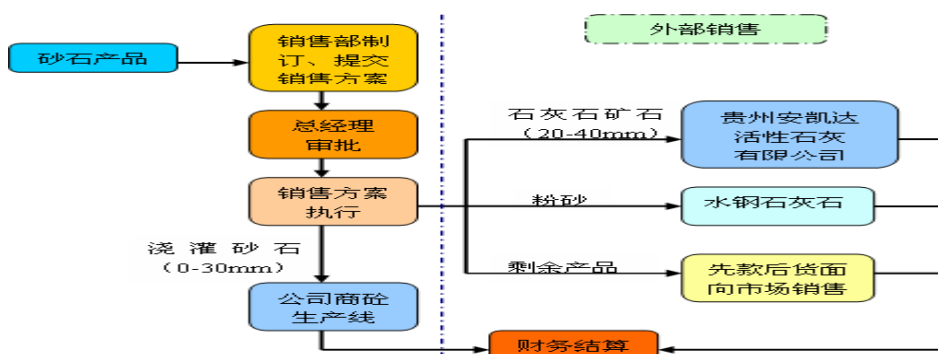 砂石产品
销售部制
订、提交
销售方案
总经理
审批
销售方案
执行
浇灌砂石
（0-30mm）
公司商砼
生产线
外部销售
石灰石矿石
（20-40mm）
贵州安凯达
活性石灰
有限公司
粉砂
水钢石灰石
剩余产品
先款后货面
向市场销售
财务结算